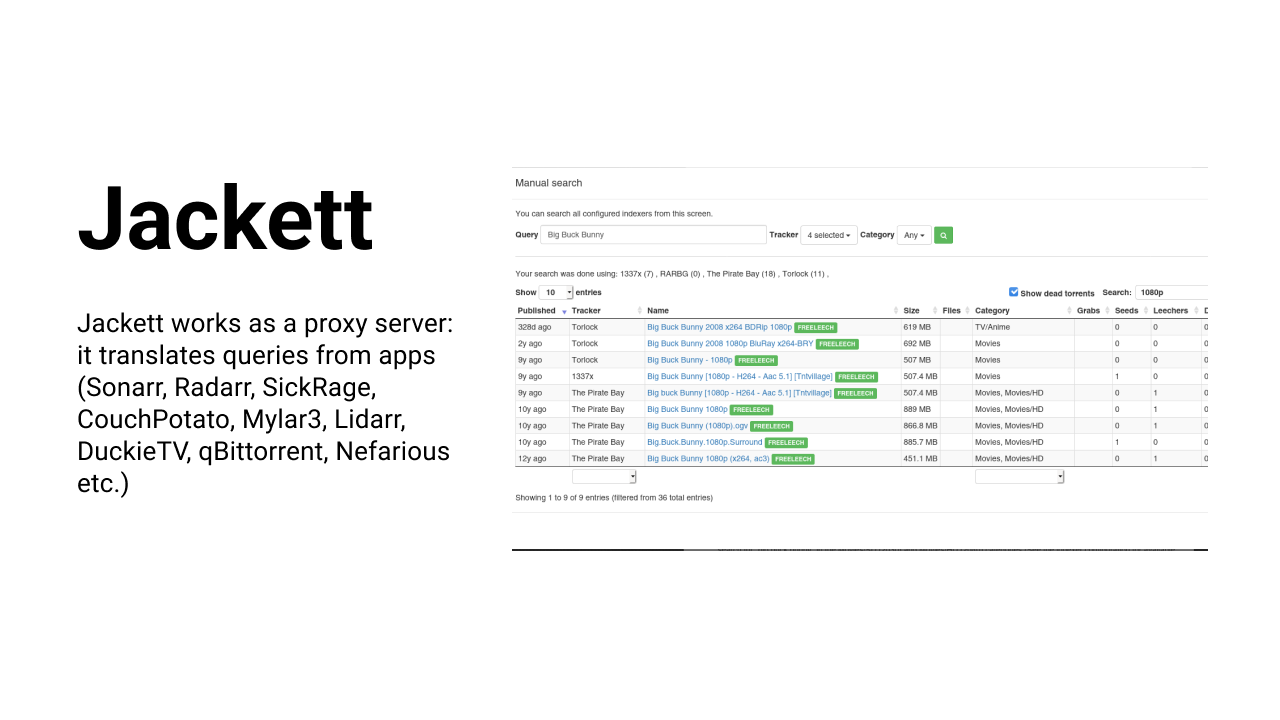 Jackett
Jackett works as a proxy server:
it translates queries from apps
(Sonarr, Radarr, SickRage,
CouchPotato, Mylar3, Lidarr,
DuckieTV, qBittorrent, Nefarious
etc.)
Manual search
You can search all configured indexers from this screen.
Query Big Buck Bunny Tracker 4 selected Category Any
Your search was done using: 1337x (7) , RARBG (0) , The Pirate Bay (18) , Torlock (11) ,
Show 10 entries Show dead torrents Search: 1080p
Published Tracker Name Size Files Category Grabs Seeds Leechers D
328d ago Torlock Big Buck Bunny 2008 x264 BDRip 1080p FREELEECH 619 MB TV/Anime 0 0 0
2y ago Torlock Big Buck Bunny 2008 1080p BluRay x264-BRY FREELEECH 692 MB Movies 0 0 0
9y ago Torlock Big Buck Bunny - 1080p FREELEECH 507 MB Movies 0 0 0
9y ago 1337x Big Buck Bunny [1080p - H264 - Aac 5.1] [Tntvillage] FREELEECH 507.4 MB Movies 1 0 0
9y ago The Pirate Bay Big buck Bunny [1080p - H264 - Aac 5.1] [Tntvillage] FREELEECH 507.4 MB Movies, Movies/HD 0 1 0
10y ago The Pirate Bay Big Buck Bunny 1080p FREELEECH 889 MB Movies, Movies/HD 0 1 0
10y ago The Pirate Bay Big Buck Bunny (1080p).ogv FREELEECH 866.8 MB Movies, Movies/HD 0 1 0
10y ago The Pirate Bay Big.Buck.Bunny.1080p.Surround FREELEECH 885.7 MB Movies, Movies/HD 1 0 0
12y ago The Pirate Bay Big Buck Bunny 1080p (x264, ac3) FREELEECH 451.1 MB Movies, Movies/HD 0 1 0
Showing 1 to 9 of 9 entries (filtered from 36 total entries)